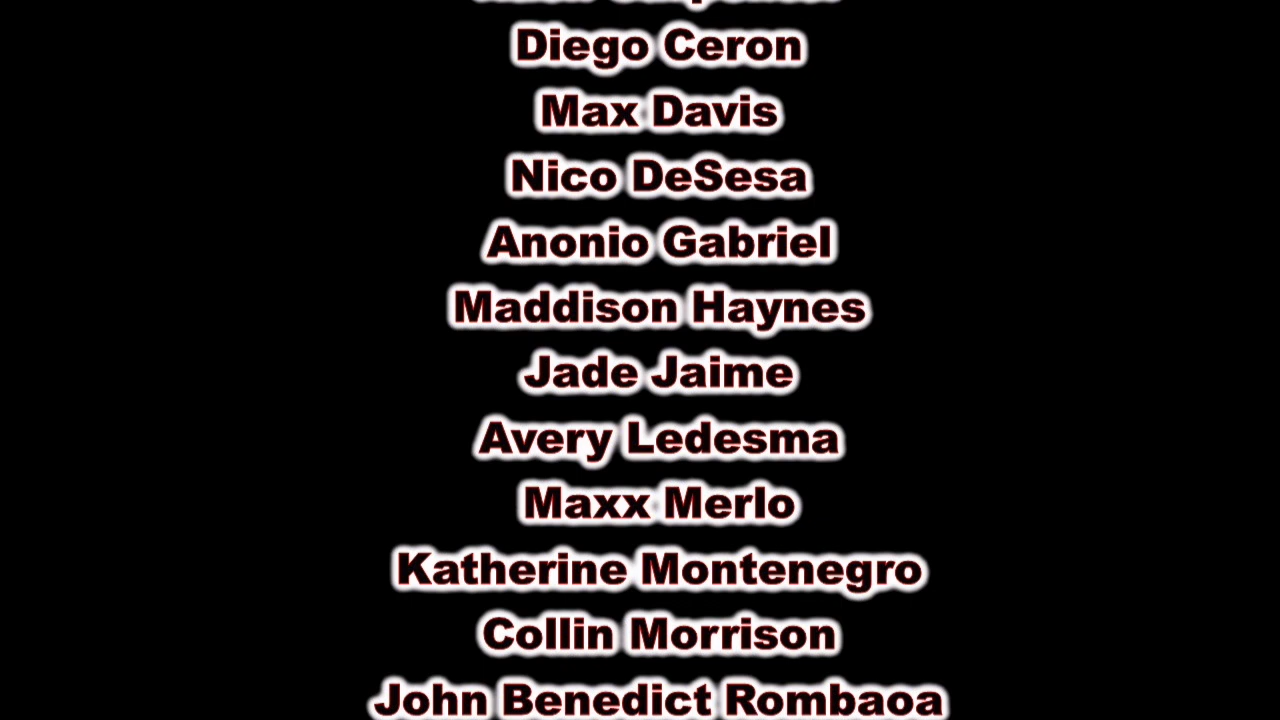 Diego Ceron
Max Davis
Nico DeSesa
Anonio Gabriel
Maddison Haynes
Jade Jaime
Avery Ledesma
Maxx Merlo
Katherine Montenegro
Collin Morrison
John Benedict Rombaoa